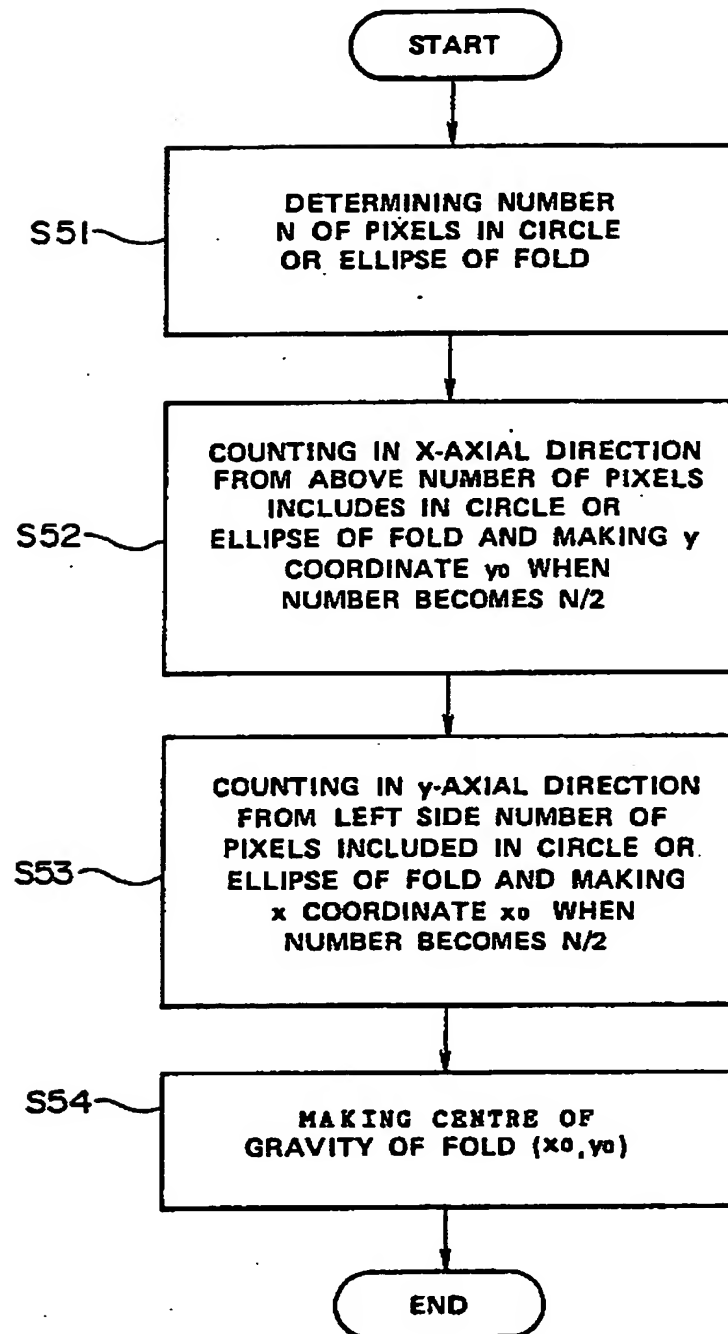 START
S51
DETERMINING NUMBER
N OF PIXELS IN CIRCLE
OR ELLIPSE OF FOLD
S52
COUNTING IN X-AXIAL DIRECTION
FROM ABOVE NUMBER OF PIXELS
INCLUDES IN CIRCLE OR
ELLIPSE OF FOLD AND MAKING y
COORDINATE y0 WHEN
NUMBER BECOMES N/2
S53
COUNTING IN y-AXIAL DIRECTION
FROM LEFT SIDE NUMBER OF
PIXELS INCLUDED IN CIRCLE OR
ELLIPSE OF FOLD AND MAKING
x COORDINATE x0 WHEN
NUMBER BECOMES N/2
S54
MAKING CENTRE OF
GRAVITY OF FOLD (x0,y0)
END